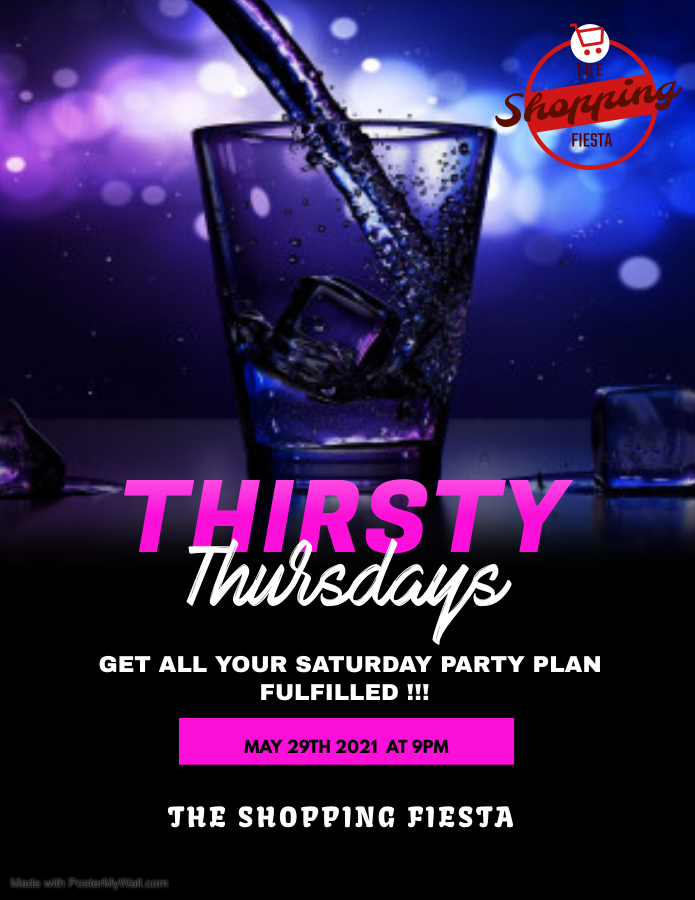 THE
Shopping
FIESTA
THIRSTY
Thursdays
GET ALL YOUR SATURDAY PARTY PLAN
FULFILLED !!!
MAY 29TH 2021 AT 9PM
THE SHOPPING FIESTA
Made with PosterMyWall.com